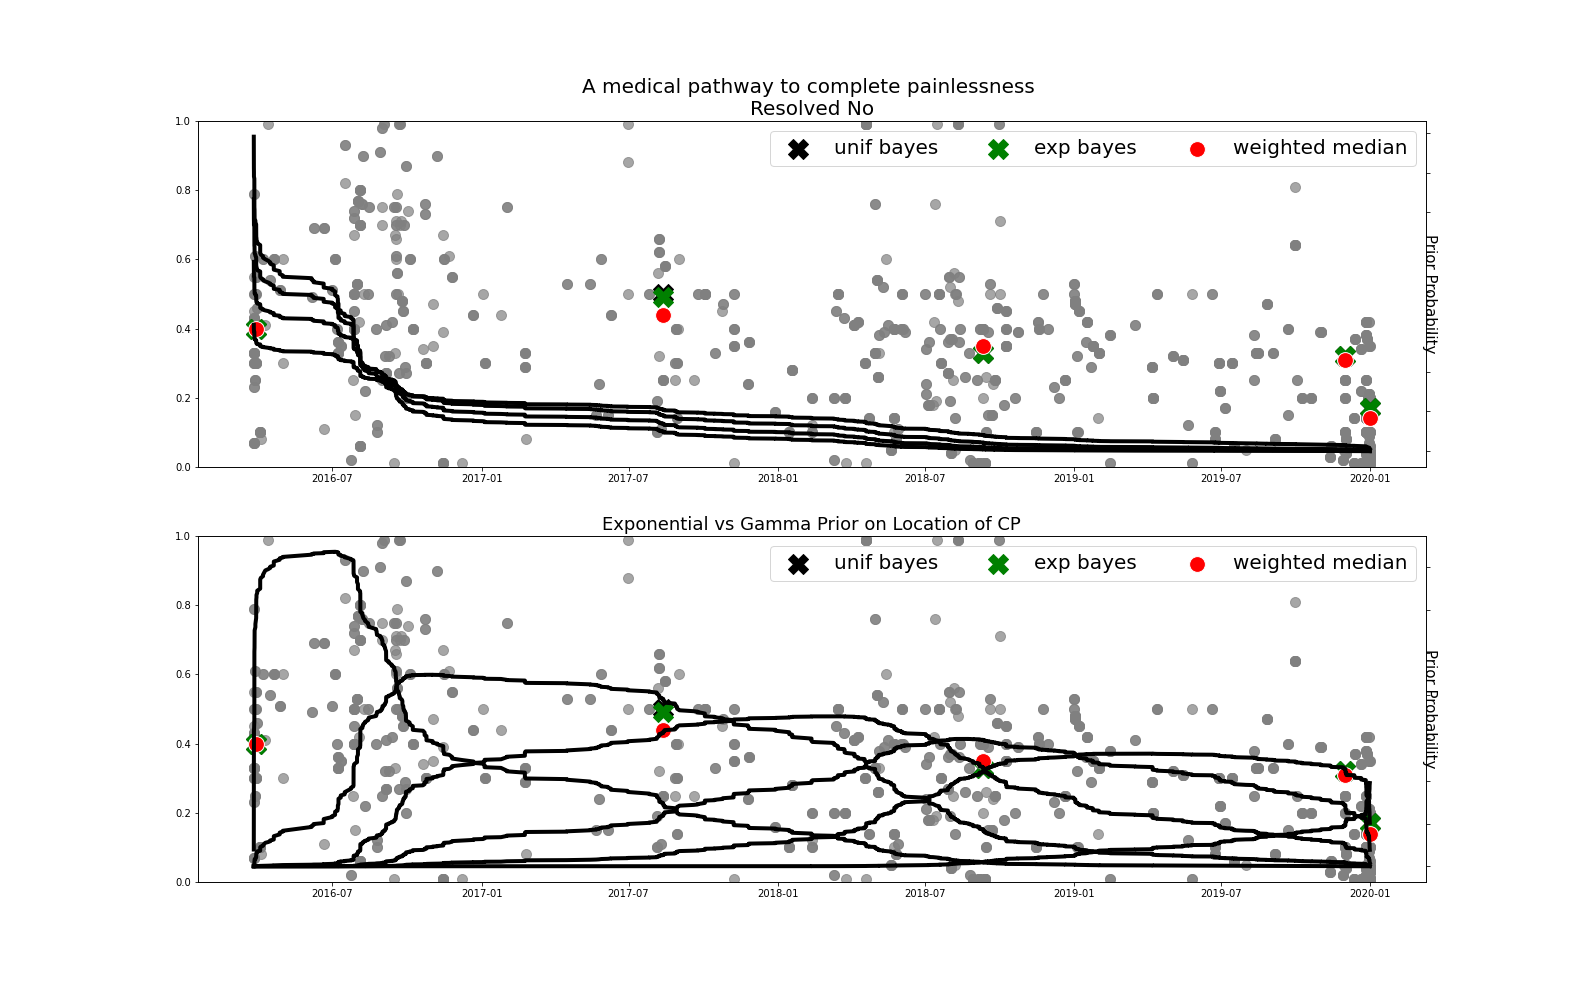 A medical pathway to complete painlessness
Resolved No
unif bayes exp bayes weighted median
1.0
0.8
0.6
0.4
0.2
0.0
Prior Probability
2016-07 2017-01 2017-07 2018-01 2018-07 2019-01 2019-07 2020-01
Exponential vs Gamma Prior on Location of CP
unif bayes exp bayes weighted median
1.0
0.8
0.6
0.4
0.2
0.0
Prior Probability
2016-07 2017-01 2017-07 2018-01 2018-07 2019-01 2019-07 2020-01